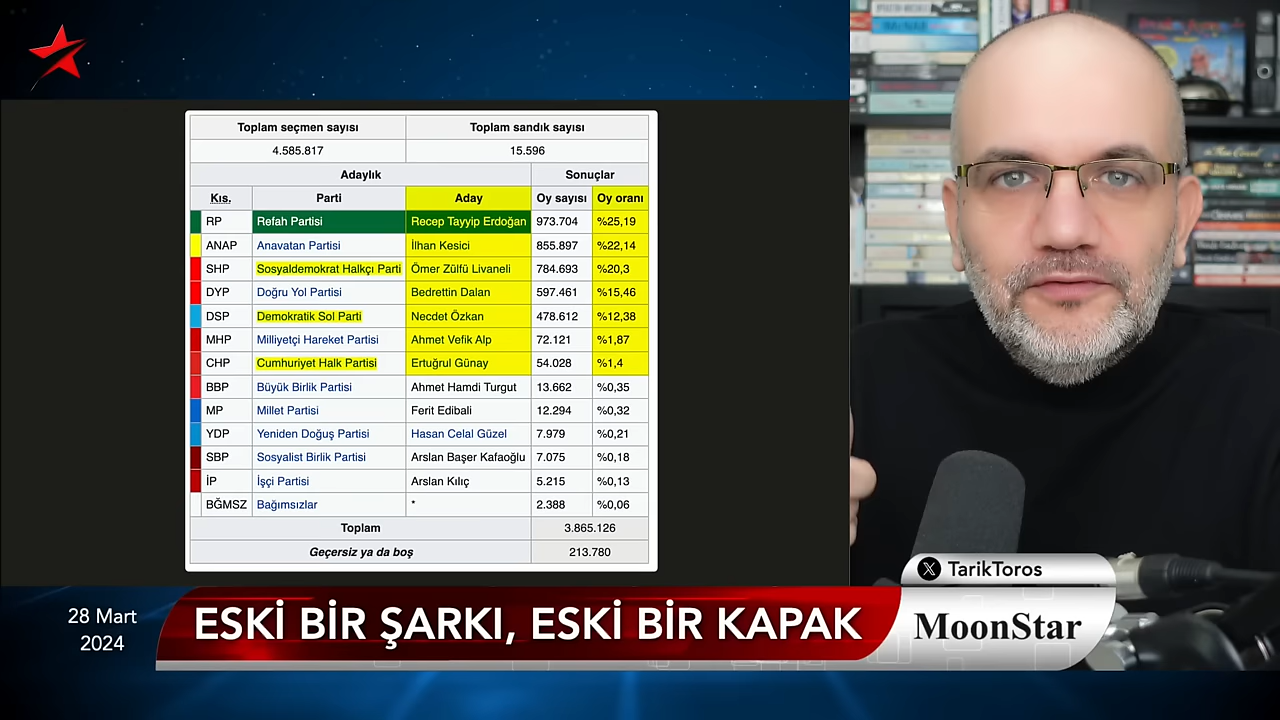 Toplam seçmen sayısı Toplam sandık sayısı
4.585.817 15.596
Adaylık Sonuçlar
Kıs. Parti Aday Oy sayısı Oy oranı
RP Refah Partisi Recep Tayyip Erdoğan 973.704 %25,19
ANAP Anavatan Partisi İlhan Kesici 855.897 %22,14
SHP Sosyaldemokrat Halkçı Parti Ömer Zülfü Livaneli 784.693 %20,3
DYP Doğru Yol Partisi Bedrettin Dalan 597.461 %15,46
DSP Demokratik Sol Parti Necdet Özkan 478.612 %12,38
MHP Milliyetçi Hareket Partisi Ahmet Vefik Alp 72.121 %1,87
CHP Cumhuriyet Halk Partisi Ertuğrul Günay 54.028 %1,4
BBP Büyük Birlik Partisi Ahmet Hamdi Turgut 13.662 %0,35
MP Millet Partisi Ferit Edibali 12.294 %0,32
YDP Yeniden Doğuş Partisi Hasan Celal Güzel 7.979 %0,21
SBP Sosyalist Birlik Partisi Arslan Başer Kafaoğlu 7.075 %0,18
İP İşçi Partisi Arslan Kılıç 5.215 %0,13
BĞMSZ Bağımsızlar * 2.388 %0,06
Toplam 3.865.126
Geçersiz ya da boş 213.780
X TarikToros
MoonStar
28 Mart
2024
ESKİ BİR ŞARKI, ESKİ BİR KAPAK